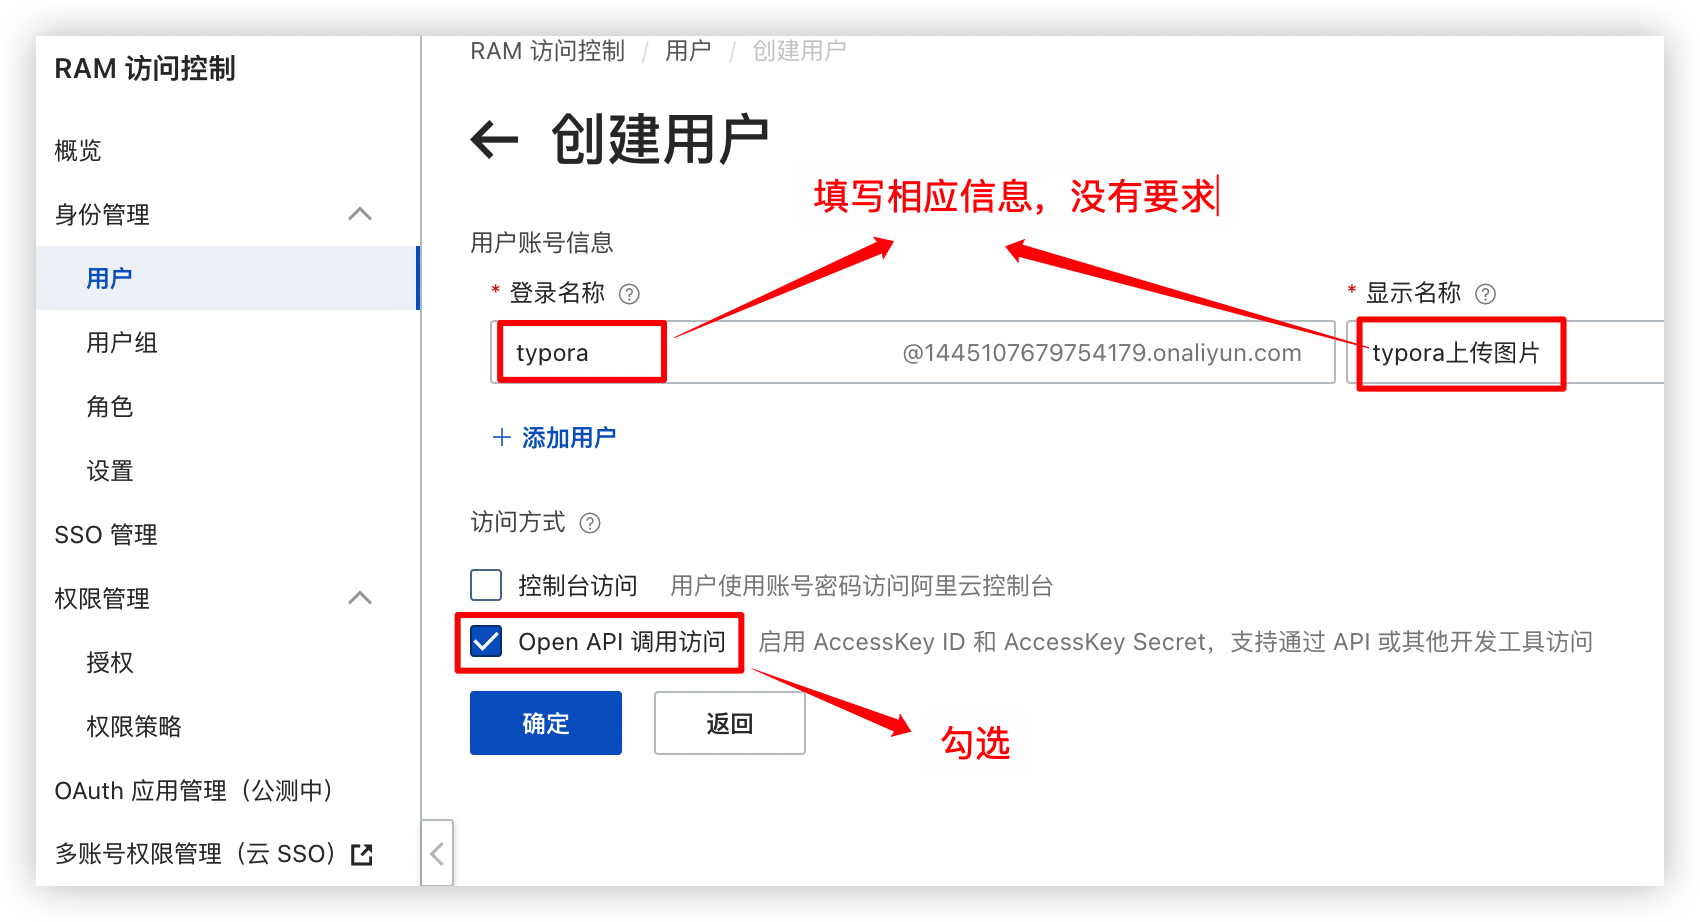 RAM 访问控制
概览
身份管理
用户
用户组
角色
设置
SSO 管理
权限管理
授权
权限策略
OAuth 应用管理（公测中）
多账号权限管理（云 SSO）
RAM 访问控制 / 用户 / 创建用户
← 创建用户
填写相应信息，没有要求
用户账号信息
* 登录名称 ?
* 显示名称 ?
typora @1445107679754179.onaliyun.com
typora上传图片
+ 添加用户
访问方式 ?
控制台访问 用户使用账号密码访问阿里云控制台
Open API 调用访问 启用 AccessKey ID 和 AccessKey Secret，支持通过 API 或其他开发工具访问
确定 返回
勾选